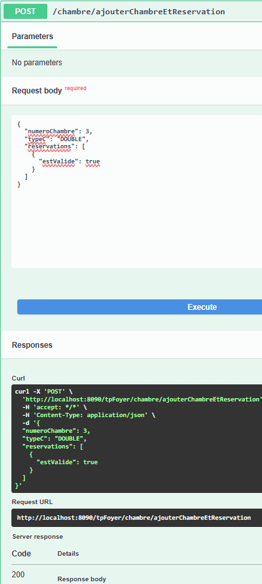 POST /chambre/ajouterChambreEtReservation
Parameters
No parameters
Request body required
{
"numeroChambre": 3,
"typeC": "DOUBLE",
"reservations": [
{
"estValide": true
}
]
}
Execute
Responses
Curl
curl -X 'POST' \
'http://localhost:8090/tpFoyer/chambre/ajouterChambreEtReservation'
-H 'accept: */*' \
-H 'Content-Type: application/json' \
-d '{
"numeroChambre": 3,
"typeC": "DOUBLE",
"reservations": [
{
"estValide": true
}
]
}'
Request URL
http://localhost:8090/tpFoyer/chambre/ajouterChambreEtReservation
Server response
Code Details
200 Response body